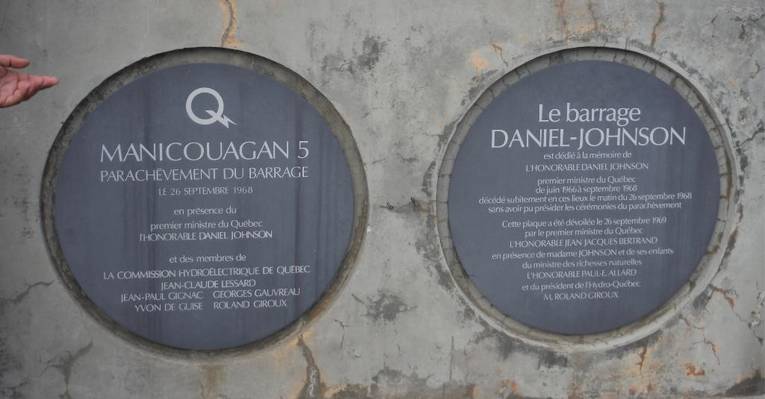 Q
MANICOUAGAN 5
PARACHÈVEMENT DU BARRAGE
LE 26 SEPTEMBRE 1968
en présence du
premier ministre du Québec
l'HONORABLE DANIEL JOHNSON
et des membres de
LA COMMISSION HYDROÉLECTRIQUE DE QUÉBEC
JEAN-CLAUDE LESSARD
JEAN-PAUL GIGNAC GEORGES GAUVREAU
YVON DE GUISE ROLAND GIROUX
Le barrage
DANIEL-JOHNSON
est dédié à la mémoire de
L'HONORABLE DANIEL JOHNSON
premier ministre du Québec
de juin 1966 à septembre 1968
décédé subitement en ces lieux le matin du 26 septembre 1968
sans avoir pu présider les cérémonies du parachèvement
Cette plaque a été dévoilée le 26 septembre 1969
par le premier ministre du Québec
L'HONORABLE JEAN JACQUES BERTRAND
en présence de madame JOHNSON et de ses enfants
du ministre des richesses naturelles
L'HONORABLE PAUL-E. ALLARD
et du président de l'Hydro-Québec
M. ROLAND GIROUX